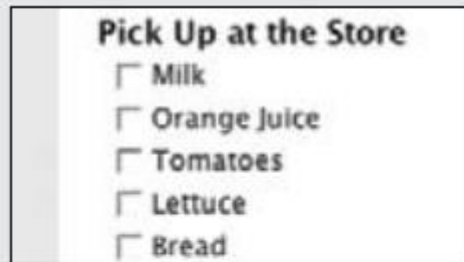 Pick Up at the Store
Milk
Orange Juice
Tomatoes
Lettuce
Bread